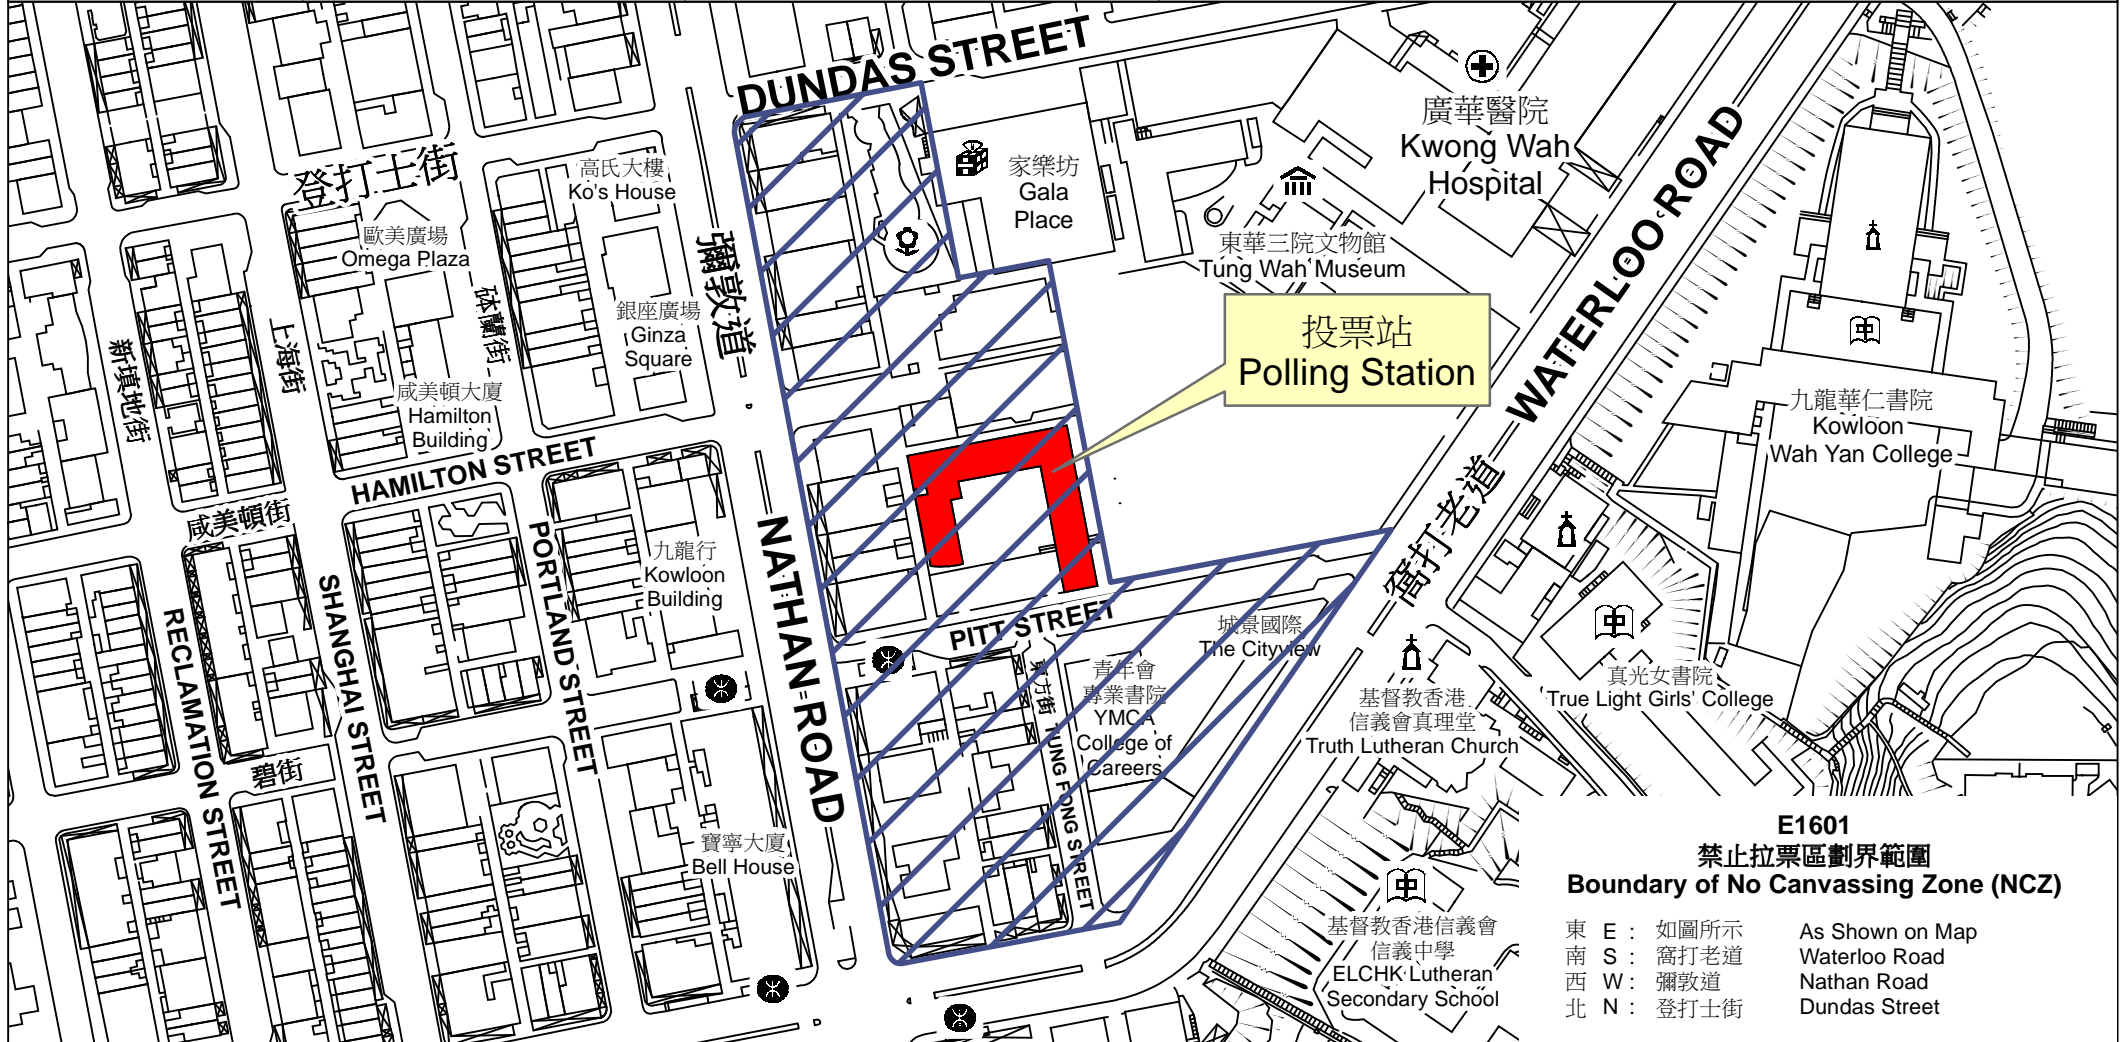 DUNDAS STREET
登打士街
高氏大樓
Ko's House
歐美廣場
Omega Plaza
砵蘭街
彌敦道
銀座廣場
Ginza
Square
上海街
新填地街
咸美頓大廈
Hamilton
Building
HAMILTON STREET
咸美頓街
家樂坊
Gala
Place
廣華醫院
Kwong Wah
Hospital
東華三院文物館
Tung Wah Museum
WATERLOO ROAD
窩打老道
投票站
Polling Station
九龍華仁書院
Kowloon
Wah Yan College
九龍行
Kowloon
Building
NATHAN ROAD
PORTLAND STREET
SHANGHAI STREET
RECLAMATION STREET
碧街
PITT STREET
東方街 TUNG FONG STREET
城景國際
The Cityview
青年會
專業書院
YMCA
College of
Careers
真光女書院
True Light Girls' College
基督教香港
信義會真理堂
Truth Lutheran Church
寶寧大廈
Bell House
基督教香港信義會
信義中學
ELCHK Lutheran
Secondary School
E1601
禁止拉票區劃界範圍
Boundary of No Canvassing Zone (NCZ)
東 E : 如圖所示 As Shown on Map
南 S : 窩打老道 Waterloo Road
西 W : 彌敦道 Nathan Road
北 N : 登打士街 Dundas Street
中
中
中